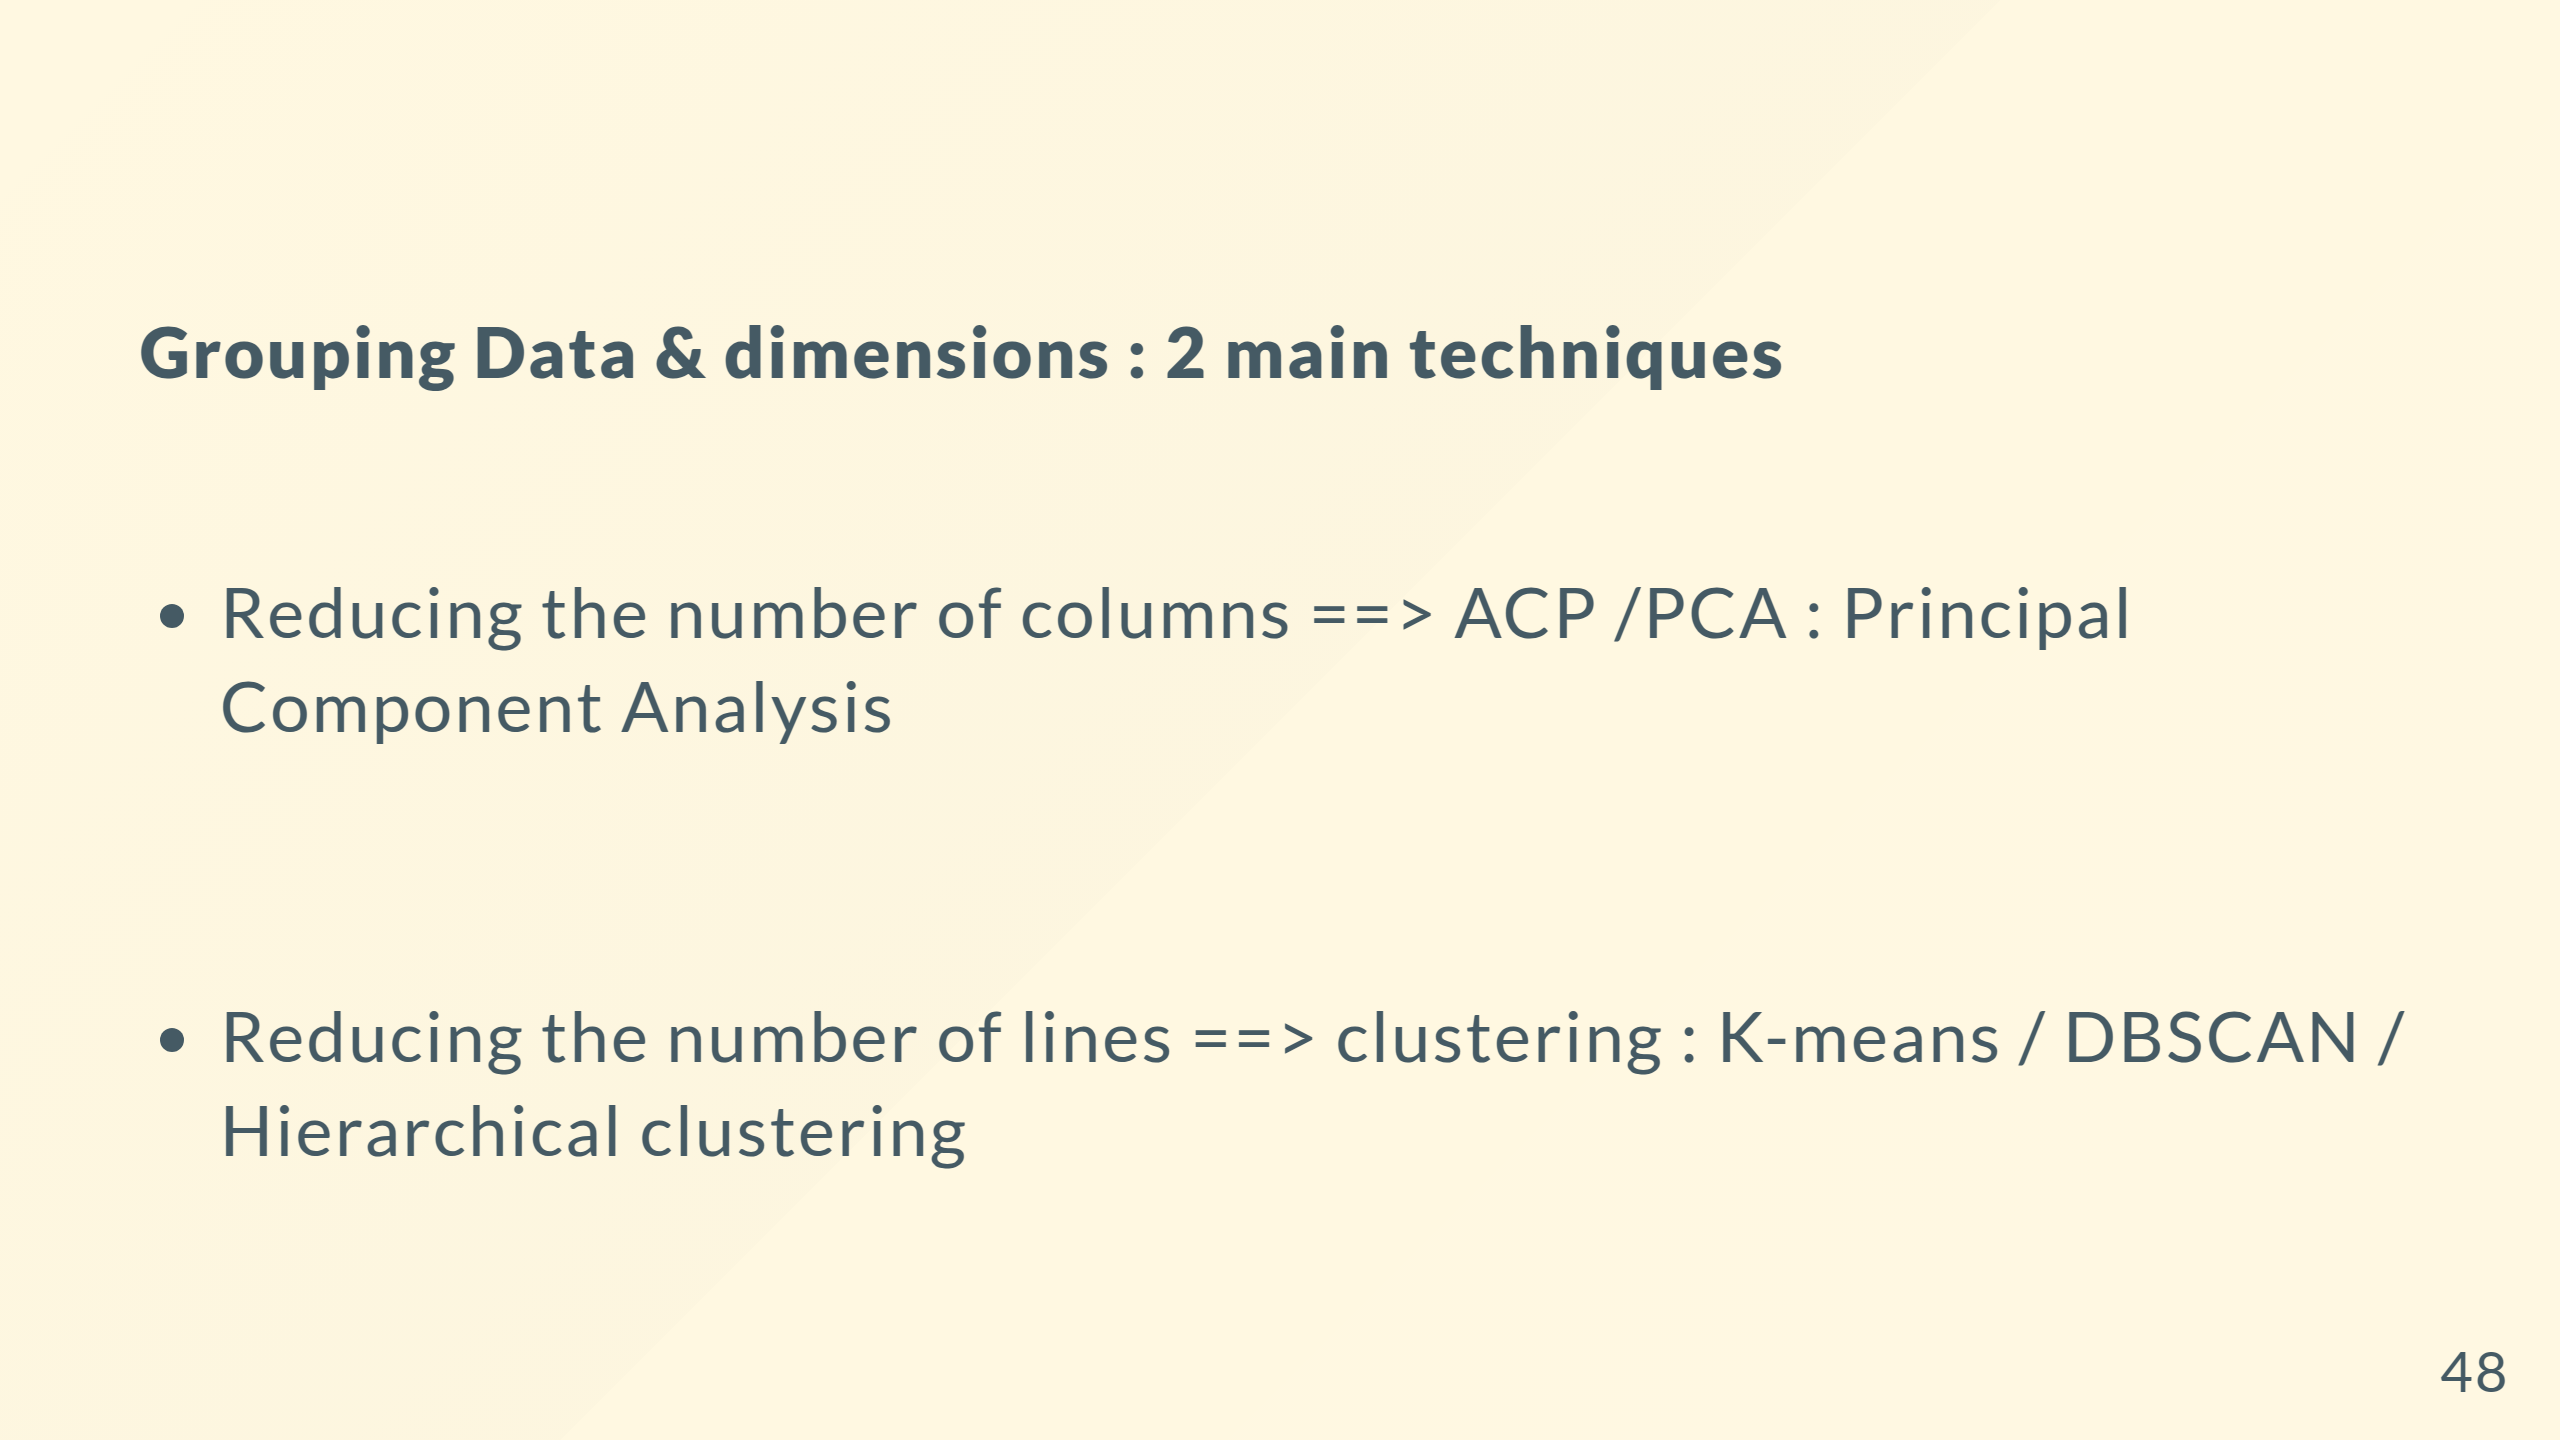 Grouping Data & dimensions : 2 main techniques
• Reducing the number of columns ==> ACP /PCA : Principal
Component Analysis
• Reducing the number of lines ==> clustering : K-means / DBSCAN /
Hierarchical clustering
48